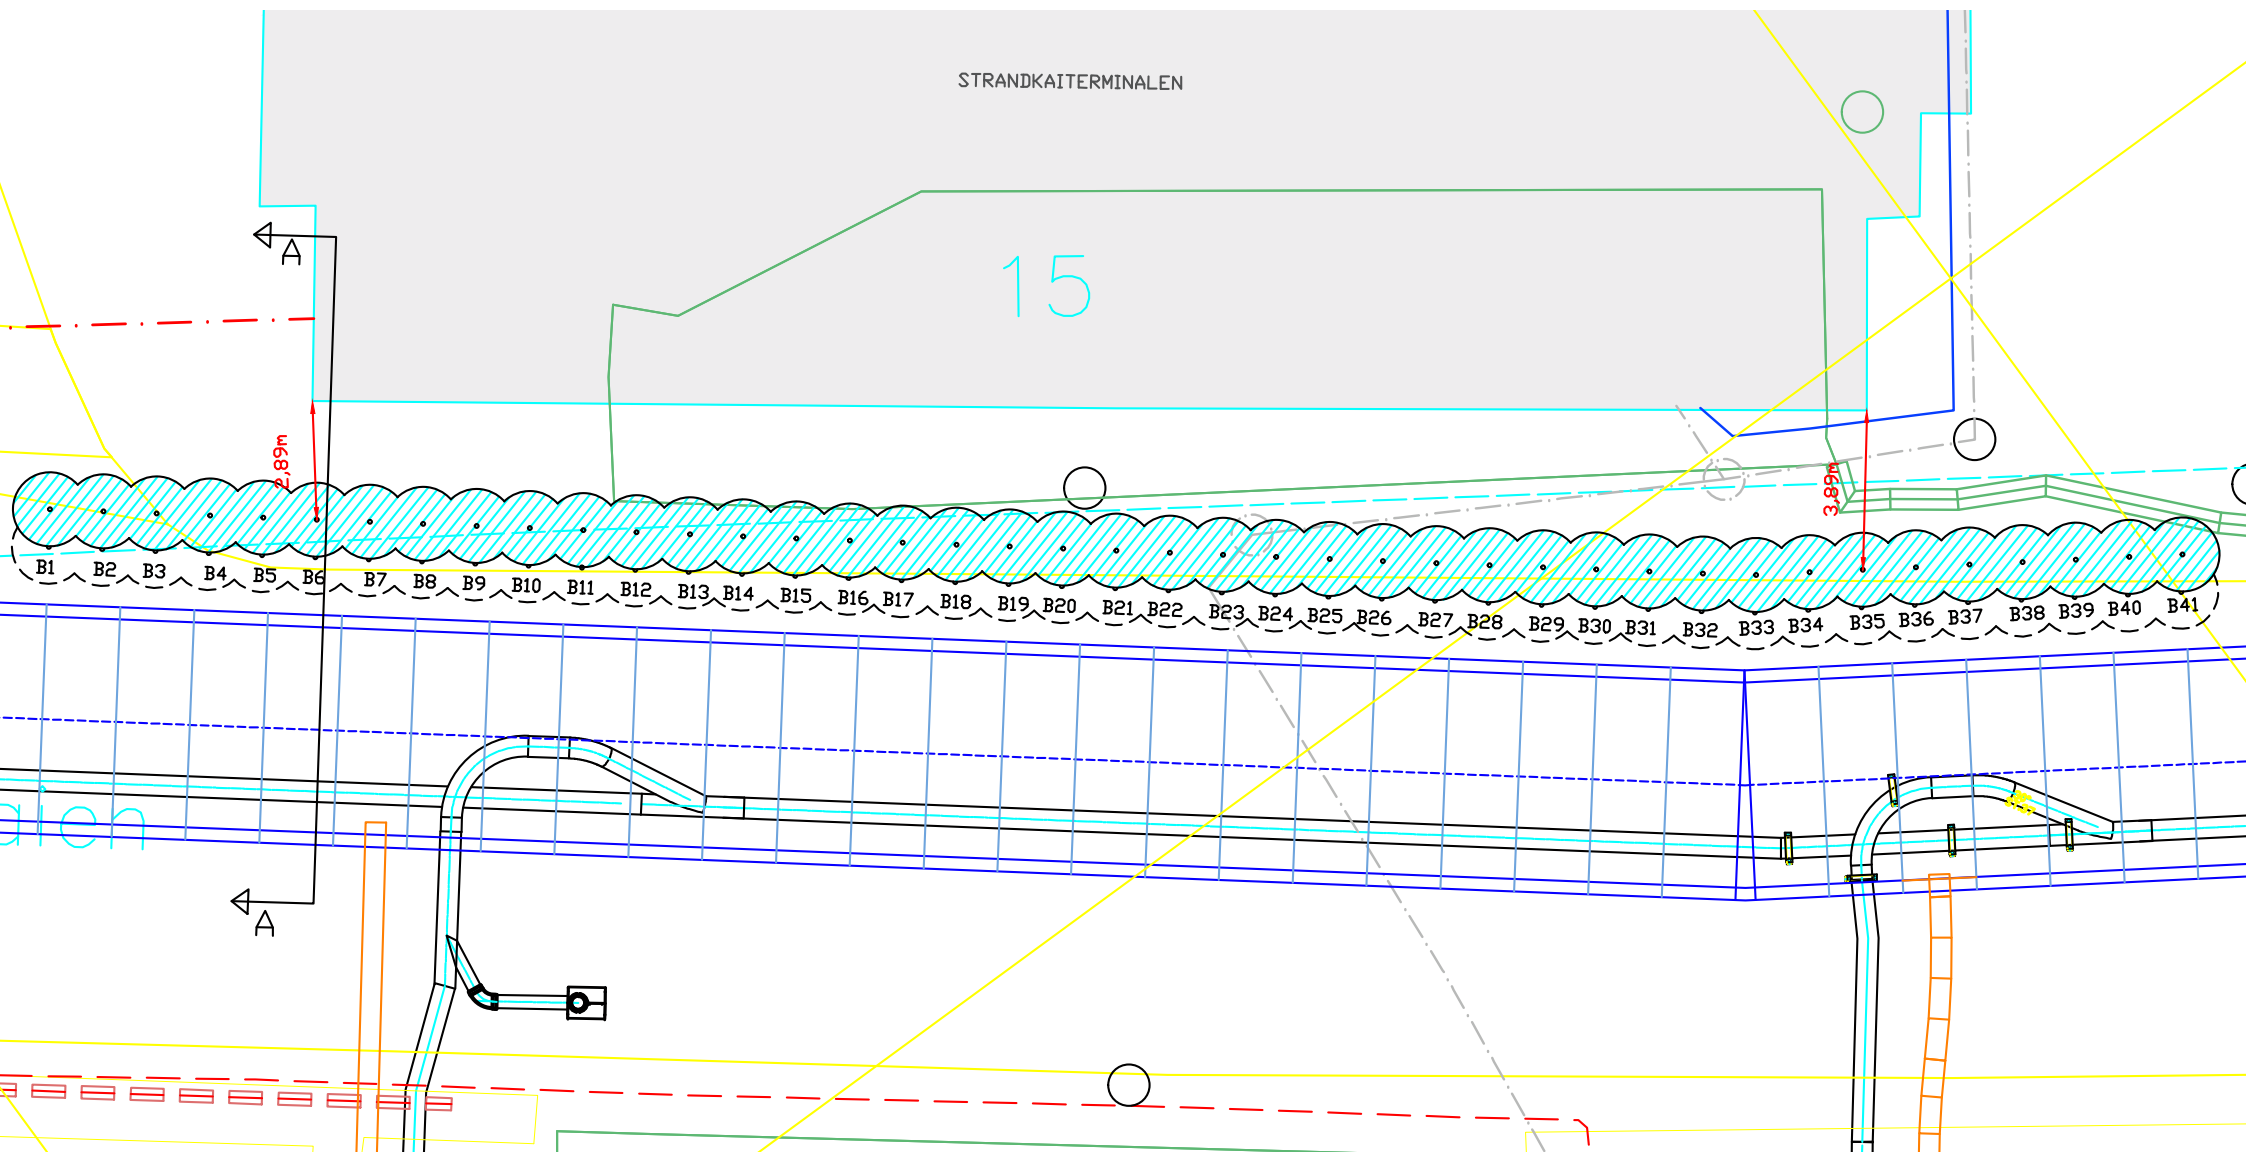 STRANDKAITERMINALEN
A
15
2,89m
3,89m
B1 B2 B3 B4 B5 B6 B7 B8 B9 B10 B11 B12 B13 B14 B15 B16 B17 B18 B19 B20 B21 B22 B23 B24 B25 B26 B27 B28 B29 B30 B31 B32 B33 B34 B35 B36 B37 B38 B39 B40 B41
aien
A